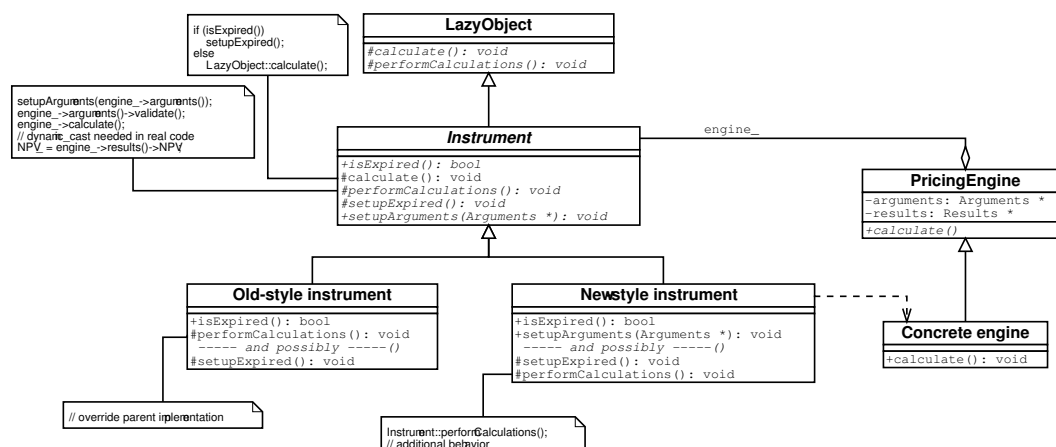 LazyObject
#calculate(): void
#performCalculations(): void
if (isExpired())
setupExpired();
else
LazyObject::calculate();
setupArguments(engine_->arguments());
engine_->arguments()->validate();
engine_->calculate();
// dynamic_cast needed in real code
NPV_ = engine_->results()->NPV;
Instrument
+isExpired(): bool
#calculate(): void
#performCalculations(): void
#setupExpired(): void
+setupArguments(Arguments *): void
engine_
PricingEngine
-arguments: Arguments *
-results: Results *
+calculate()
Old-style instrument
+isExpired(): bool
#performCalculations(): void
----- and possibly -----()
#setupExpired(): void
New-style instrument
+isExpired(): bool
+setupArguments(Arguments *): void
----- and possibly -----()
#setupExpired(): void
#performCalculations(): void
Concrete engine
+calculate(): void
// override parent implementation
Instrument::performCalculations();
// additional behavior